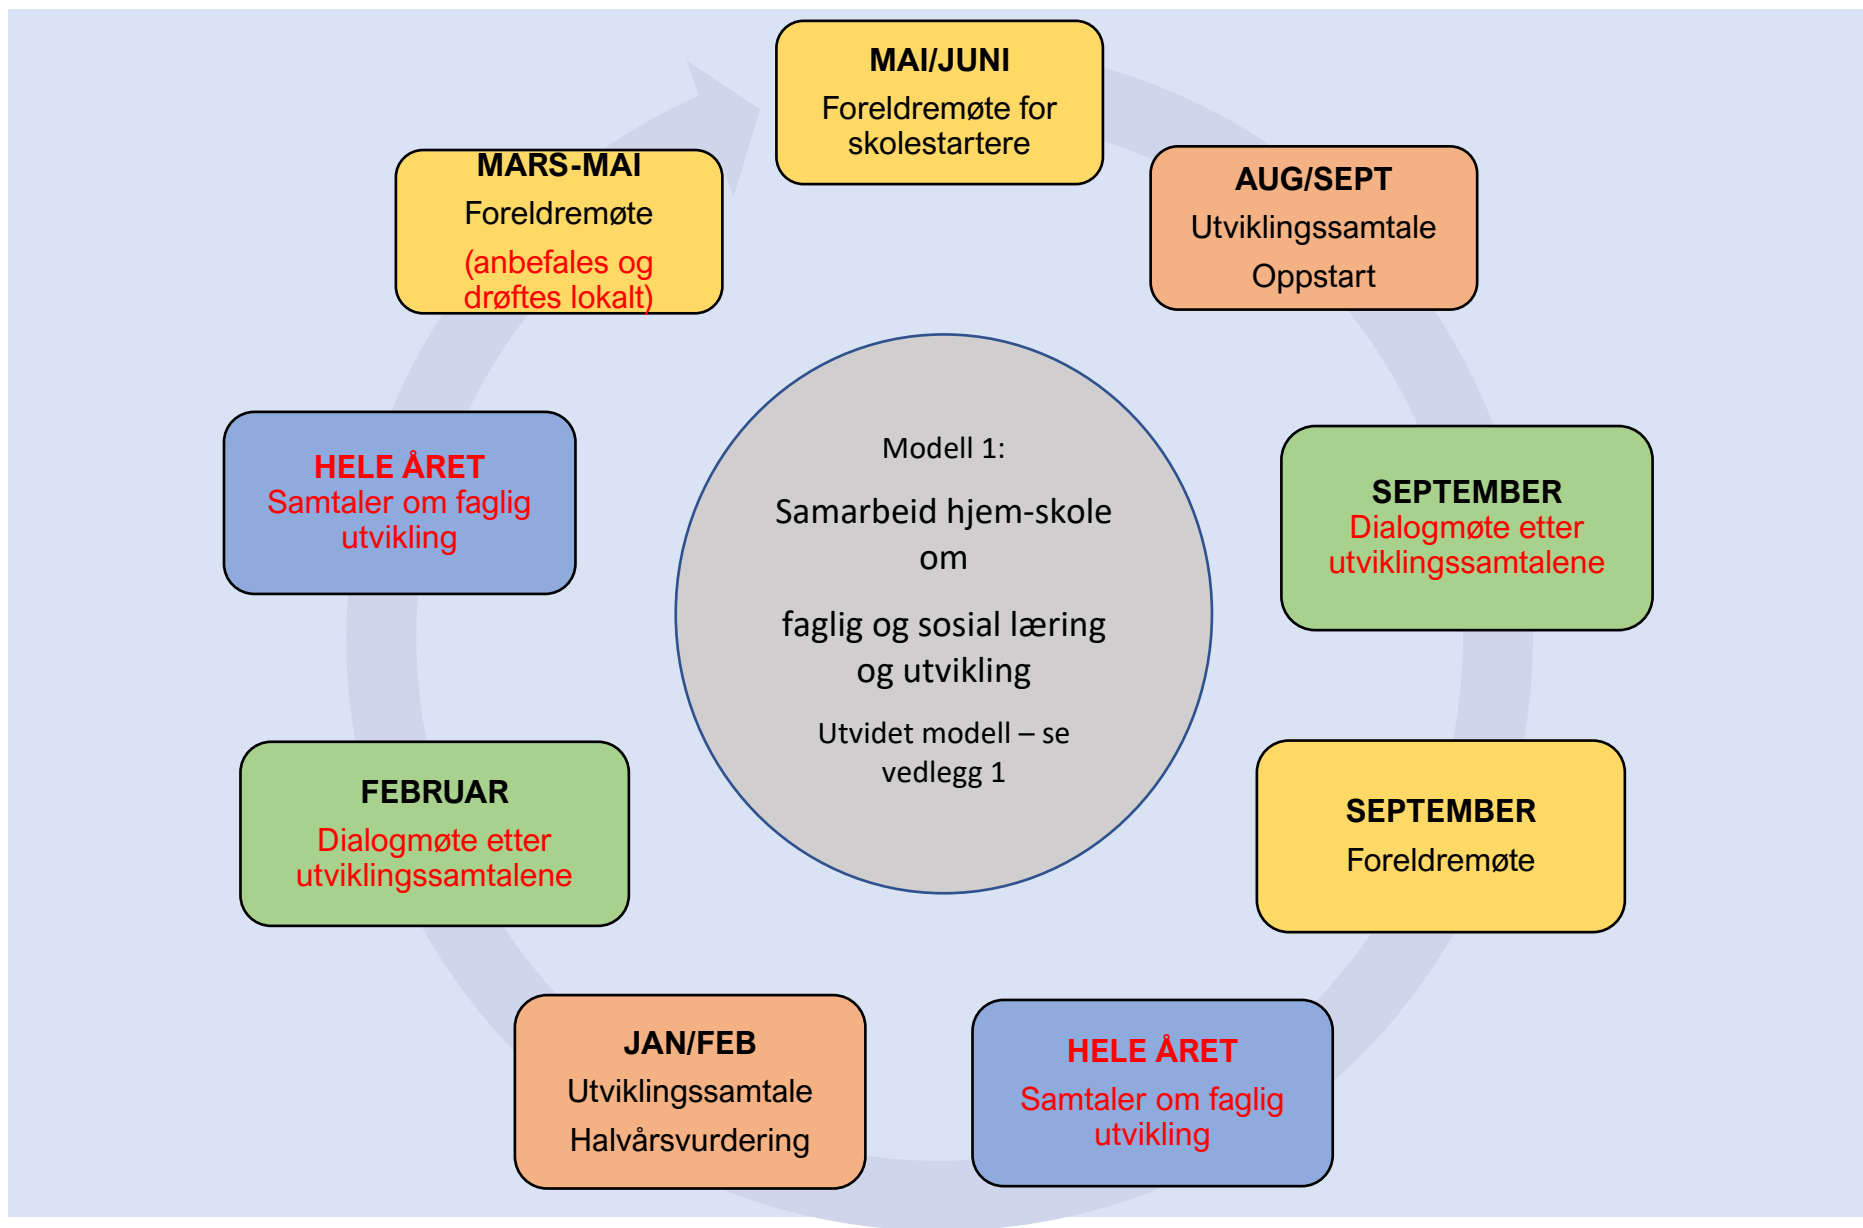 MAI/JUNI
Foreldremøte for
skolestartere
AUG/SEPT
Utviklingssamtale
Oppstart
SEPTEMBER
Dialogmøte etter
utviklingssamtalene
SEPTEMBER
Foreldremøte
HELE ÅRET
Samtaler om faglig
utvikling
JAN/FEB
Utviklingssamtale
Halvårsvurdering
FEBRUAR
Dialogmøte etter
utviklingssamtalene
HELE ÅRET
Samtaler om faglig
utvikling
MARS-MAI
Foreldremøte
(anbefales og
drøftes lokalt)
Modell 1:
Samarbeid hjem-skole
om
faglig og sosial læring
og utvikling
Utvidet modell – se
vedlegg 1